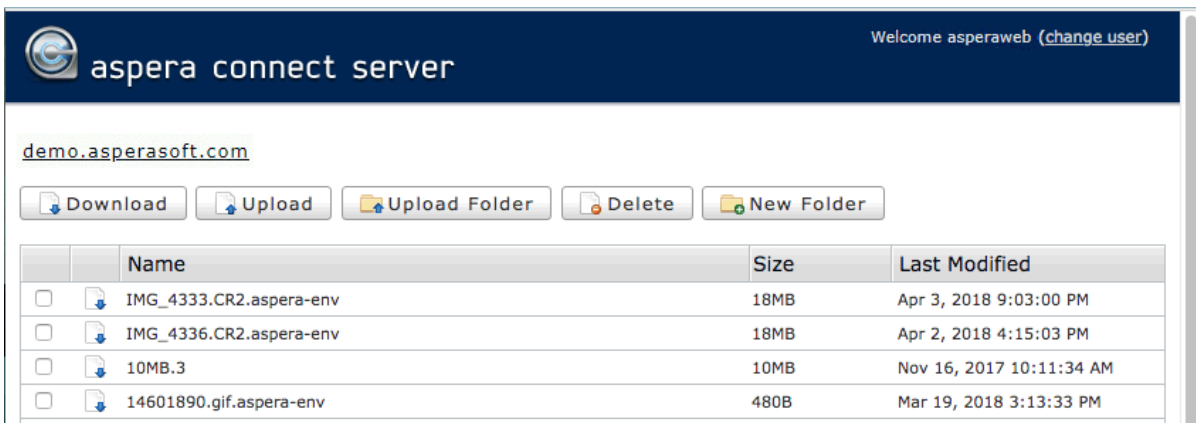 Welcome asperaweb (change user)
aspera connect server
demo.asperasoft.com
Download Upload Upload Folder Delete New Folder
Name Size Last Modified
IMG_4333.CR2.aspera-env 18MB Apr 3, 2018 9:03:00 PM
IMG_4336.CR2.aspera-env 18MB Apr 2, 2018 4:15:03 PM
10MB.3 10MB Nov 16, 2017 10:11:34 AM
14601890.gif.aspera-env 480B Mar 19, 2018 3:13:33 PM